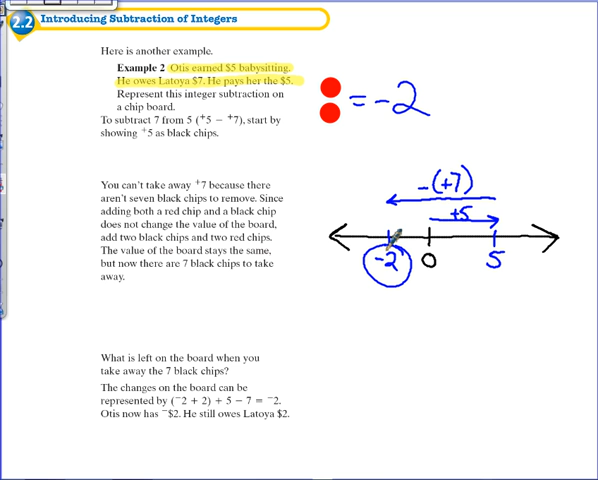 2.2 Introducing Subtraction of Integers
Here is another example.
Example 2 Otis earned $5 babysitting.
He owes Latoya $7. He pays her the $5.
Represent this integer subtraction on
a chip board.
To subtract 7 from 5 (⁺5 − ⁺7), start by
showing ⁺5 as black chips.
= -2
-(+7)
+5
-2 0 5
You can't take away ⁺7 because there
aren't seven black chips to remove. Since
adding both a red chip and a black chip
does not change the value of the board,
add two black chips and two red chips.
The value of the board stays the same,
but now there are 7 black chips to take
away.
What is left on the board when you
take away the 7 black chips?
The changes on the board can be
represented by (⁻2 + 2) + 5 − 7 = ⁻2.
Otis now has ⁻$2. He still owes Latoya $2.